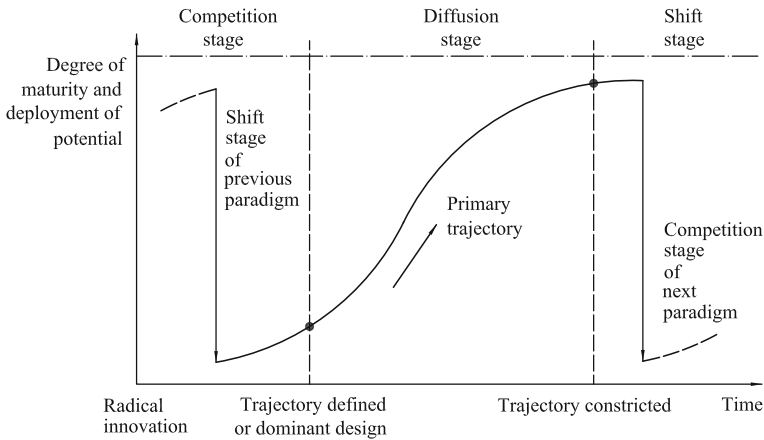 Competition
stage
Diffusion
stage
Shift
stage
Degree of
maturity and
deployment of
potential
Shift
stage
of
previous
paradigm
Primary
trajectory
Competition
stage
of
next
paradigm
Radical
innovation
Trajectory defined
or dominant design
Trajectory constricted
Time